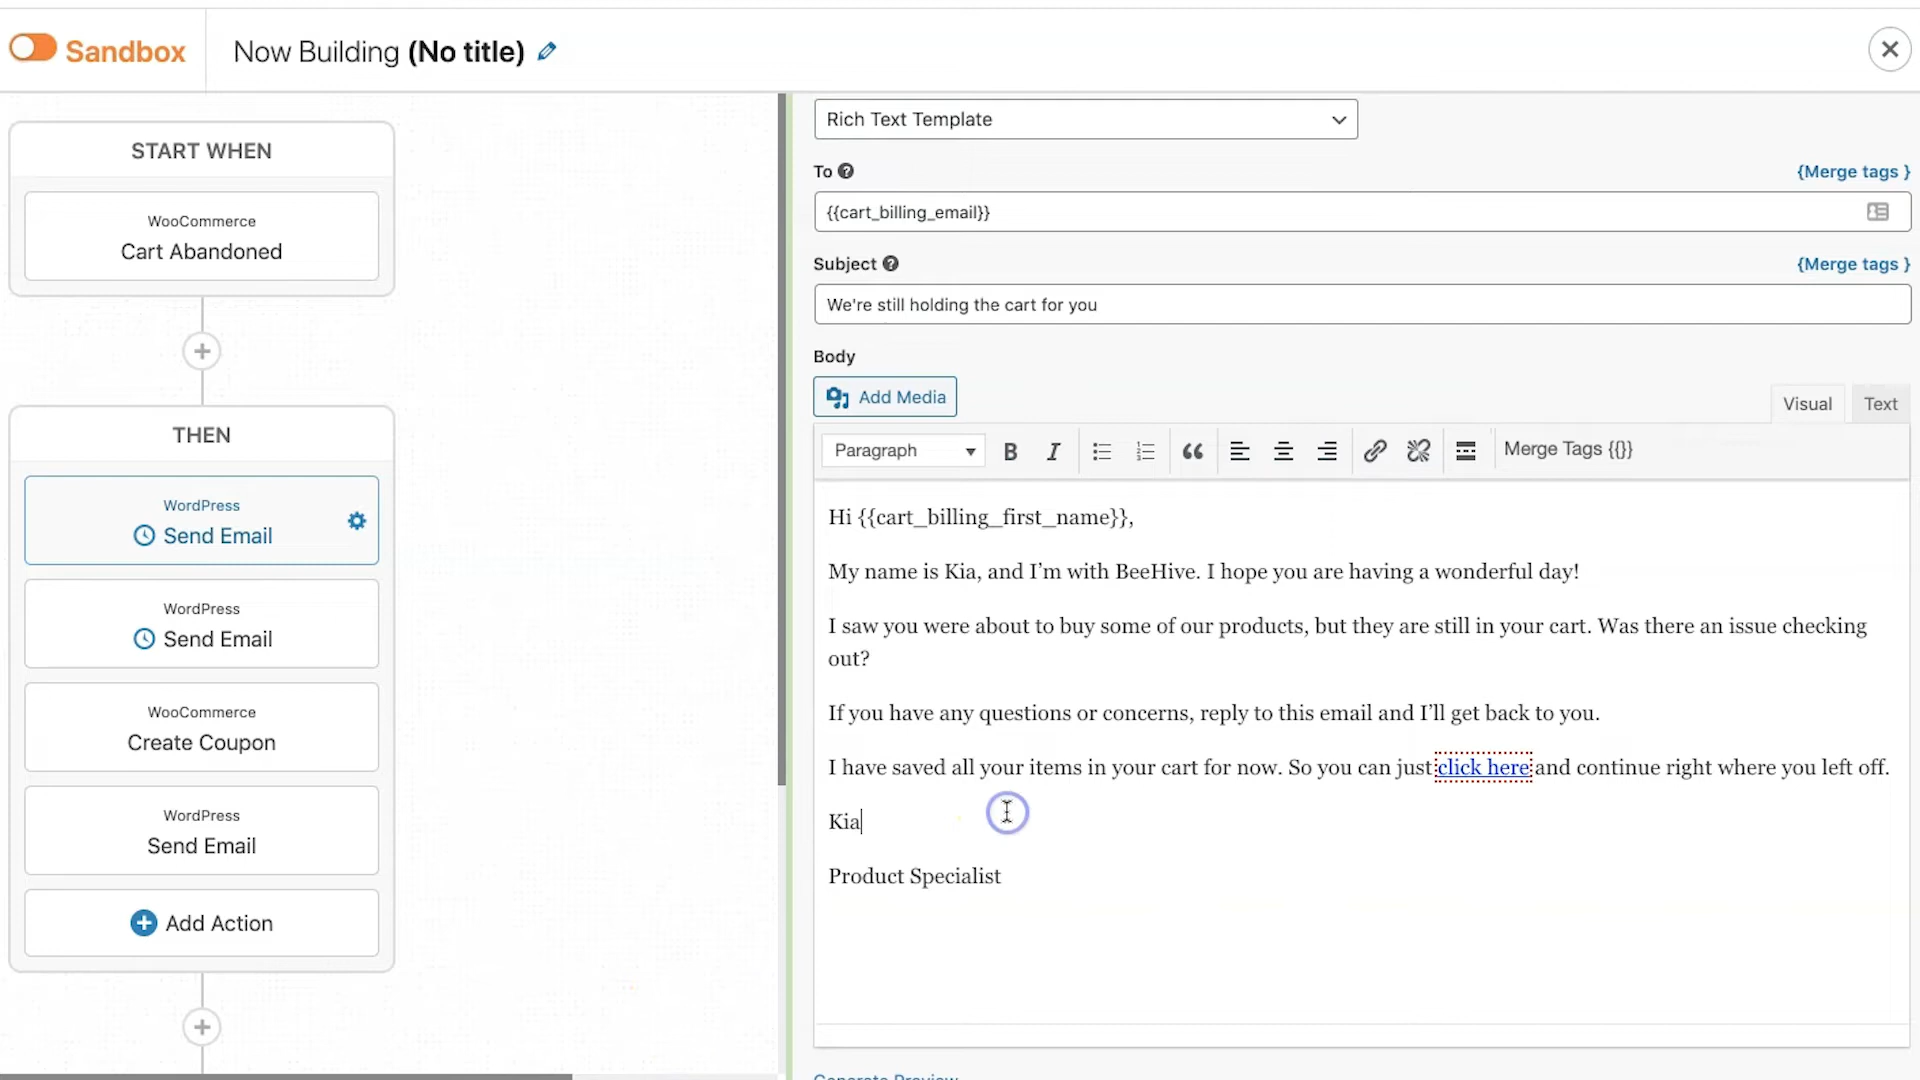 Sandbox
Now Building (No title)
START WHEN
WooCommerce
Cart Abandoned
THEN
WordPress
Send Email
WordPress
Send Email
WooCommerce
Create Coupon
WordPress
Send Email
Add Action
Rich Text Template
To
{Merge tags }
{{cart_billing_email}}
Subject
{Merge tags }
We're still holding the cart for you
Body
Add Media
Visual
Text
Paragraph
B
I
Merge Tags {{}}
Hi {{cart_billing_first_name}},
My name is Kia, and I’m with BeeHive. I hope you are having a wonderful day!
I saw you were about to buy some of our products, but they are still in your cart. Was there an issue checking
out?
If you have any questions or concerns, reply to this email and I’ll get back to you.
I have saved all your items in your cart for now. So you can just click here and continue right where you left off.
Kia
Product Specialist
Generate Preview